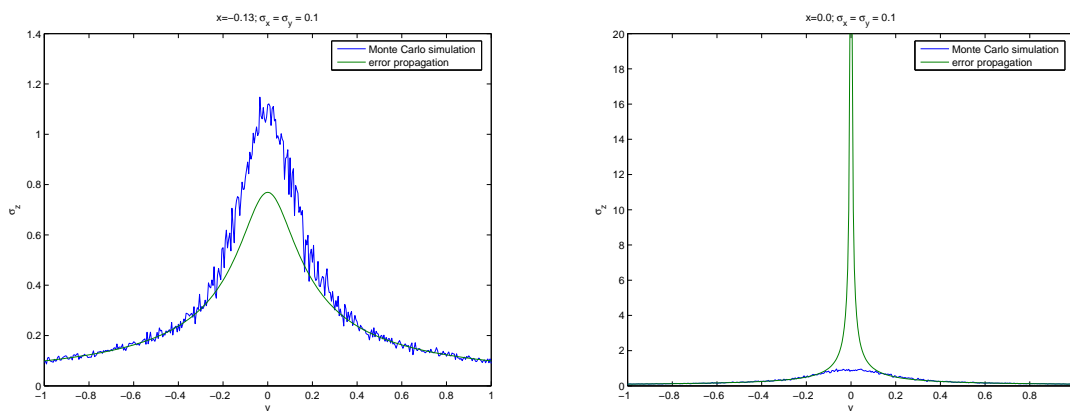 x=−0.13; σx = σy = 0.1
Monte Carlo simulation
error propagation
1.4
1.2
1
0.8
0.6
0.4
0.2
0
σz
−1 −0.8 −0.6 −0.4 −0.2 0 0.2 0.4 0.6 0.8 1
y
x=0.0; σx = σy = 0.1
Monte Carlo simulation
error propagation
20
18
16
14
12
10
8
6
4
2
0
σz
−1 −0.8 −0.6 −0.4 −0.2 0 0.2 0.4 0.6 0.8 1
y